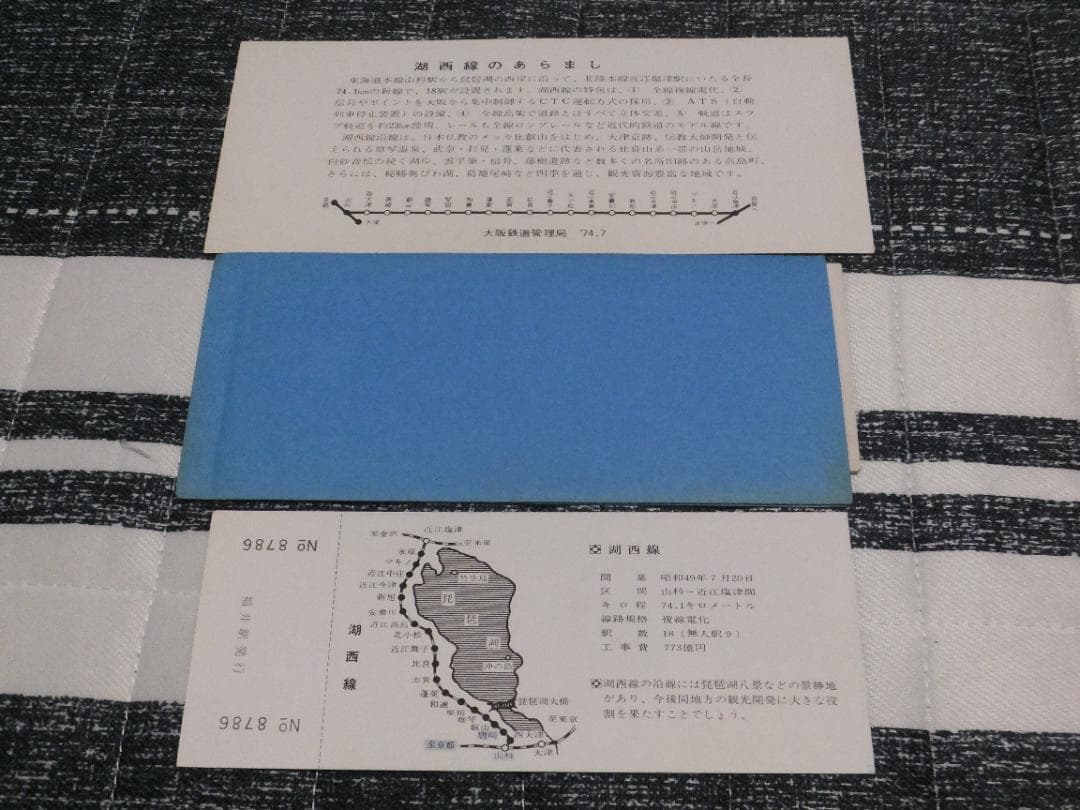 湖西線のあらまし
東海道本線山科駅から琵琶湖の西岸に沿って、北陸本線近江塩津駅にいたる全長
74.1kmの新線で、18駅が設置されます。湖西線の特色は、① 全線複線電化、②
信号やポイントを大阪から集中制御するCTC運転方式の採用、③ ATS(自動
列車停止装置)の設備、④ 全線高架で道路とはすべて立体交差、⑤ 軌道はスラ
ブ軌道を約23km使用、レールも全線ロングレールなど近代的鉄道のモデル線です。
湖西線沿線は、日本仏教のメッカ比叡山をはじめ、大津京跡、伝教大師開発と伝
えられる雄琴温泉、武奈・打見・蓬莱などに代表される比良山系一帯の山岳地域、
白砂青松の続く湖岸、
など数多くの名所旧跡のある高島町、
さらには、
奥びわ湖、葛籠尾崎など四季を通じ、観光資源豊富な地域です。
大津
大阪鉄道管理局 '74.7
№ 8786
福井駅発行
№ 8786
近江塩津
至金沢
至米原
永原
マキノ
近江中庄
近江今津
新旭
安曇川
近江高島
北小松
近江舞子
比良
志賀
蓬莱
和邇
堅田
雄琴
叡山
唐崎
西大津
至京都
山科
大津
至東京
琵琶湖大橋
竹生島
琵琶湖
沖の島
湖西線
湖西線
開業 昭和49年7月20日
区間 山科~近江塩津間
キロ程 74.1キロメートル
線路規格 複線電化
駅数 18(無人駅9)
工事費 773億円
湖西線の沿線には琵琶湖八景などの景勝地
があり、今後同地方の観光開発に大きな役
割を果たすことでしょう。